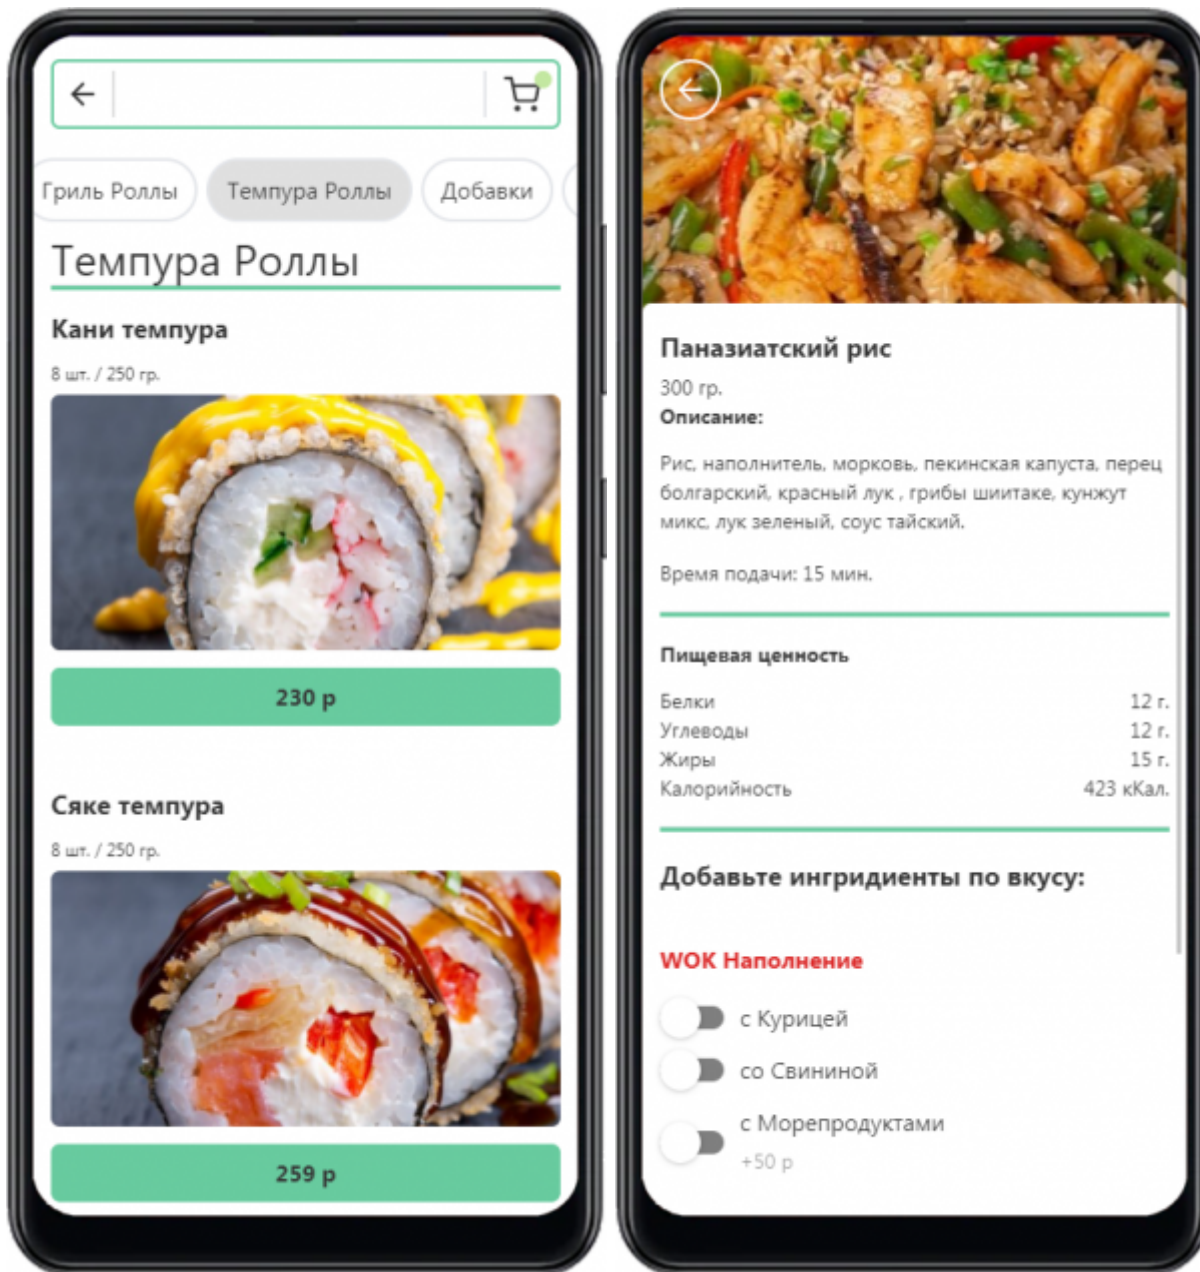 Гриль Роллы
Темпура Роллы
Добавки
Темпура Роллы
Кани темпура
8 шт. / 250 гр.
230 р
Сяке темпура
8 шт. / 250 гр.
259 р
Паназиатский рис
300 гр.
Описание:
Рис, наполнитель, морковь, пекинская капуста, перец
болгарский, красный лук , грибы шиитаке, кунжут
микс, лук зеленый, соус тайский.
Время подачи: 15 мин.
Пищевая ценность
Белки 12 г.
Углеводы 12 г.
Жиры 15 г.
Калорийность 423 кКал.
Добавьте ингридиенты по вкусу:
WOK Наполнение
с Курицей
со Свининой
с Морепродуктами
+50 р